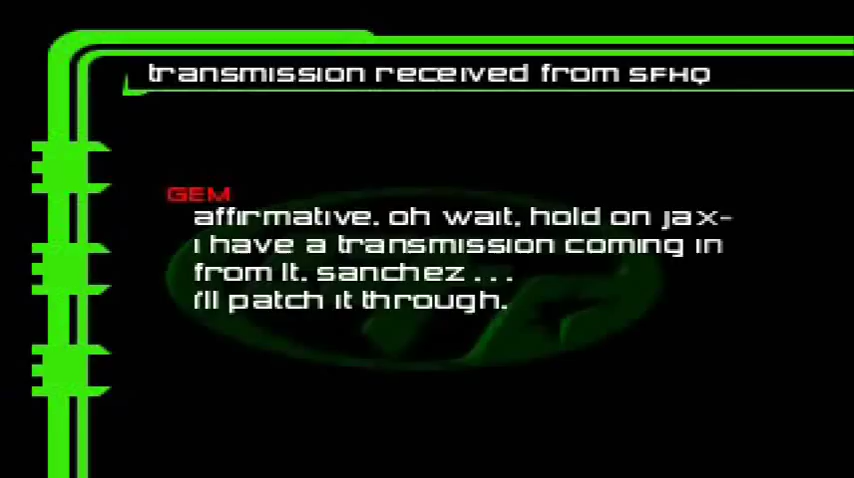 transmission received from SFHQ
GEM
affirmative. oh wait, hold on jax-
i have a transmission coming in
from lt. sanchez . . .
i'll patch it through.